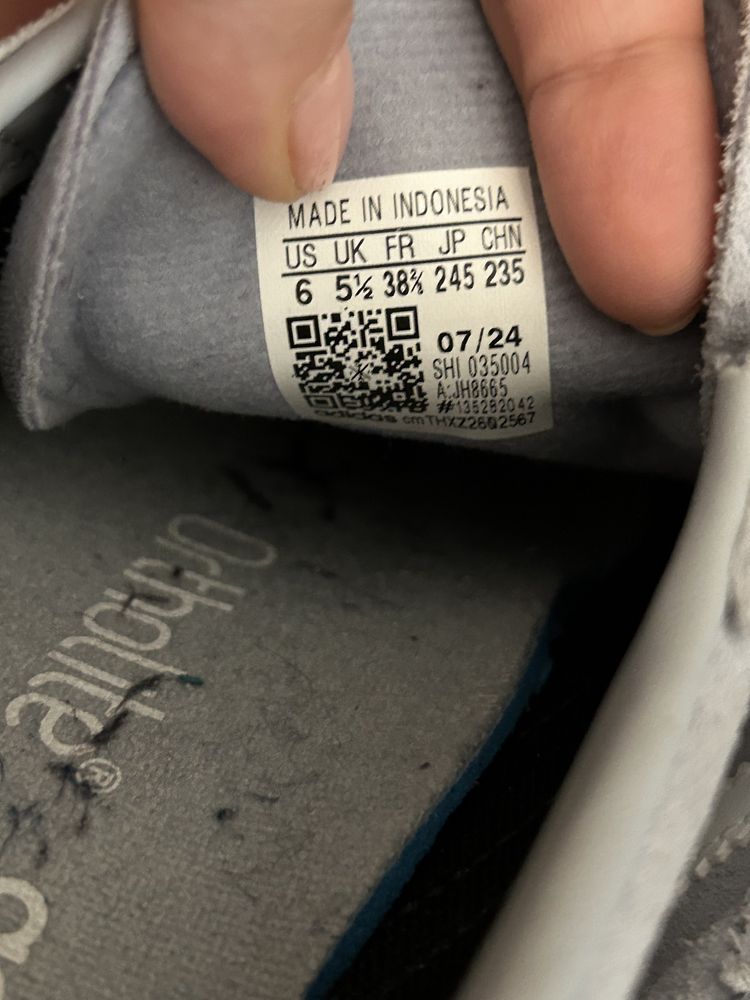 MADE IN INDONESIA
US UK FR JP CHN
6 5½ 38⅔ 245 235
07/24
SHI 035004
A:JH8665
#135282042
adidas cmTHXZ26Q2567
Ortholite®